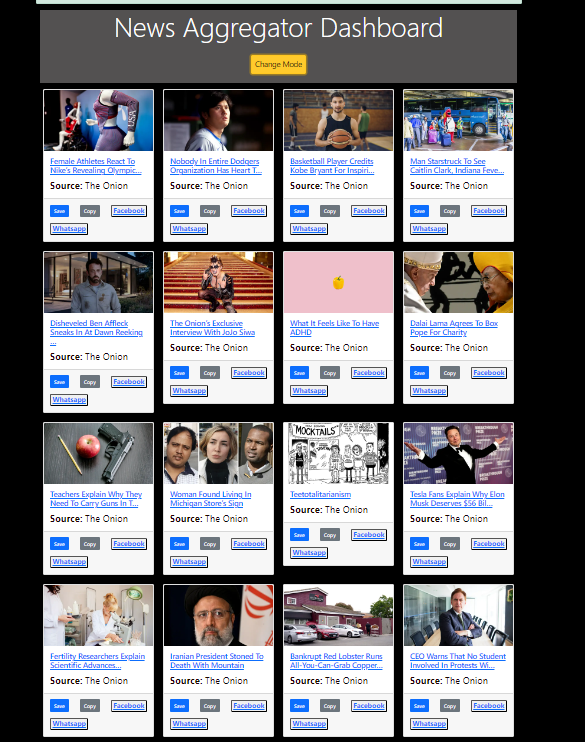 News Aggregator Dashboard
Change Mode
USA
Female Athletes React To
Nike's Revealing Olympic...
Source: The Onion
Save Copy Facebook
Whatsapp
Nobody In Entire Dodgers
Organization Has Heart T...
Source: The Onion
Save Copy Facebook
Whatsapp
Basketball Player Credits
Kobe Bryant For Inspiri...
Source: The Onion
Save Copy Facebook
Whatsapp
Man Starstruck To See
Caitlin Clark, Indiana Feve...
Source: The Onion
Save Copy Facebook
Whatsapp
Disheveled Ben Affleck
Sneaks In At Dawn Reeking
...
Source: The Onion
Save Copy Facebook
Whatsapp
The Onion's Exclusive
Interview With JoJo Siwa
Source: The Onion
Save Copy Facebook
Whatsapp
What It Feels Like To Have
ADHD
Source: The Onion
Save Copy Facebook
Whatsapp
Dalai Lama Agrees To Box
Pope For Charity
Source: The Onion
Save Copy Facebook
Whatsapp
Teachers Explain Why They
Need To Carry Guns In T...
Source: The Onion
Save Copy Facebook
Whatsapp
Woman Found Living In
Michigan Store's Sign
Source: The Onion
Save Copy Facebook
Whatsapp
MOCKTAILS
Teetotalitarianism
Source: The Onion
Save Copy Facebook
Whatsapp
Tesla Fans Explain Why Elon
Musk Deserves $56 Bil...
Source: The Onion
Save Copy Facebook
Whatsapp
Fertility Researchers Explain
Scientific Advances...
Source: The Onion
Save Copy Facebook
Whatsapp
Iranian President Stoned To
Death With Mountain
Source: The Onion
Save Copy Facebook
Whatsapp
Bankrupt Red Lobster Runs
All-You-Can-Grab Copper...
Source: The Onion
Save Copy Facebook
Whatsapp
CEO Warns That No Student
Involved In Protests Wi...
Source: The Onion
Save Copy Facebook
Whatsapp